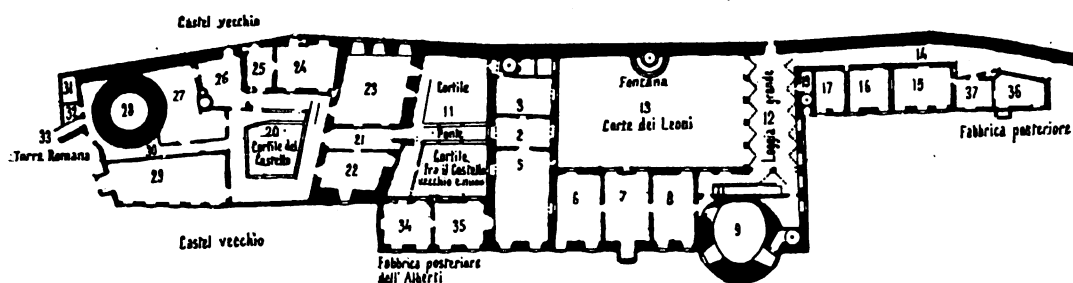 Castel vecchio
31
32
33
Torre Romana
28
27
26
25
24
30
29
20
Cortile del
Castello
23
21
22
Cortile
11
Ponte
Cortile
fra il Castello
vecchio e nuovo
3
2
5
Fontana
13
Corte dei Leoni
Loggia 12 grande
14
17
16
15
37
36
Fabbrica posteriore
6
7
8
9
34
35
Castel vecchio
Fabbrica posteriore
dell'Alberti